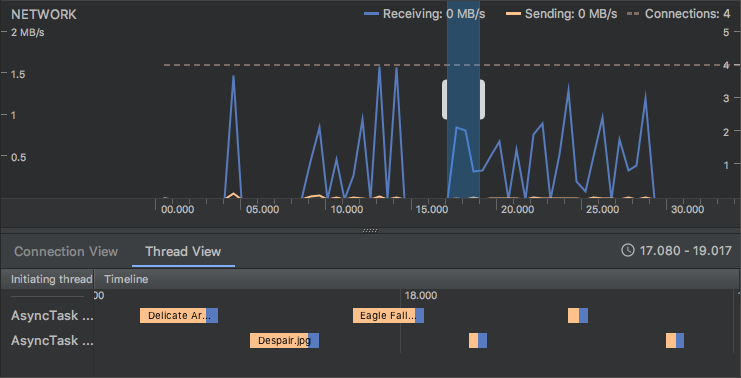 NETWORK
Receiving: 0 MB/s
Sending: 0 MB/s
Connections: 4
2 MB/s
5
1.5
4
3
1
2
0.5
1
00.000
05.000
10.000
15.000
20.000
25.000
30.000
Connection View
Thread View
17.080 - 19.017
Initiating thread
Timeline
00
18.000
AsyncTask ...
Delicate Ar...
Eagle Fall...
AsyncTask ...
Despair.jpg